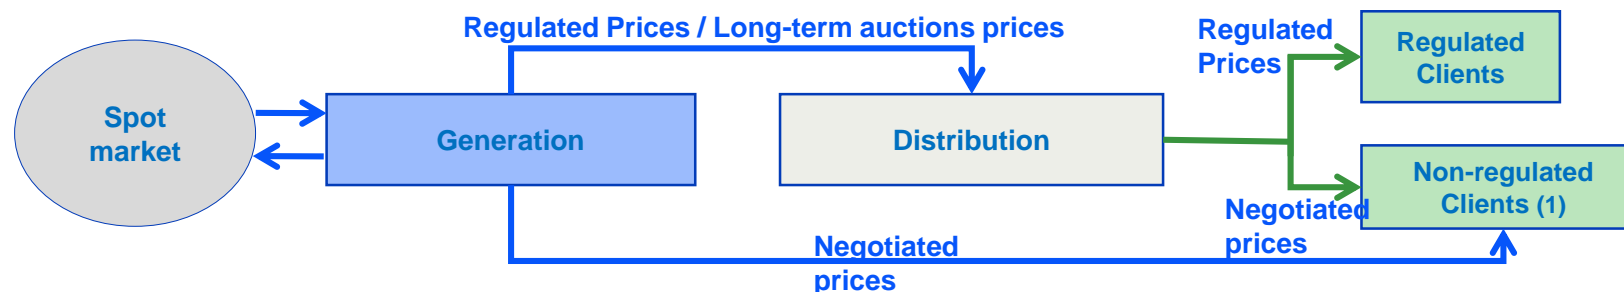 Regulated Prices / Long-term auctions prices
Regulated
Prices
Regulated
Clients
Spot
market
Generation
Distribution
Non-regulated
Clients (1)
Negotiated
prices
Negotiated
prices